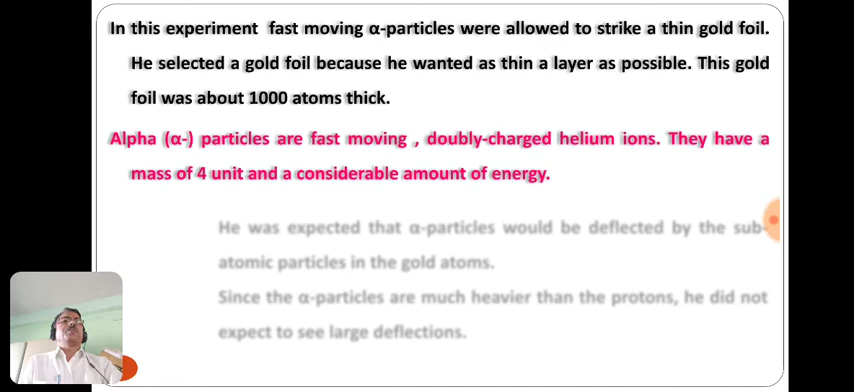 In this experiment fast moving α-particles were allowed to strike a thin gold foil.
He selected a gold foil because he wanted as thin a layer as possible. This gold
foil was about 1000 atoms thick.
Alpha (α-) particles are fast moving , doubly-charged helium ions. They have a
mass of 4 unit and a considerable amount of energy.
He was expected that α-particles would be deflected by the sub-
atomic particles in the gold atoms.
Since the α-particles are much heavier than the protons, he did not
expect to see large deflections.